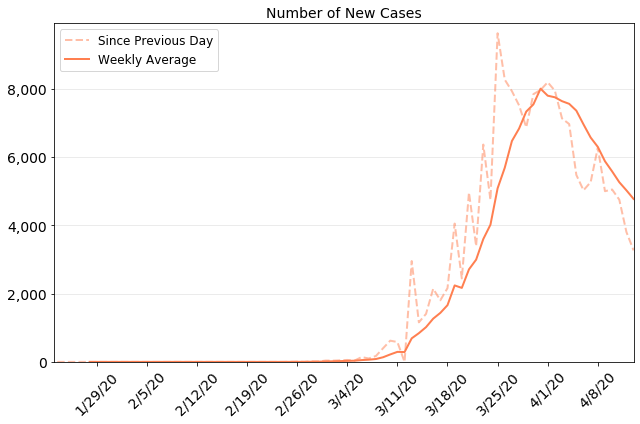 Number of New Cases
Since Previous Day
Weekly Average
8,000
6,000
4,000
2,000
0
1/29/20 2/5/20 2/12/20 2/19/20 2/26/20 3/4/20 3/11/20 3/18/20 3/25/20 4/1/20 4/8/20